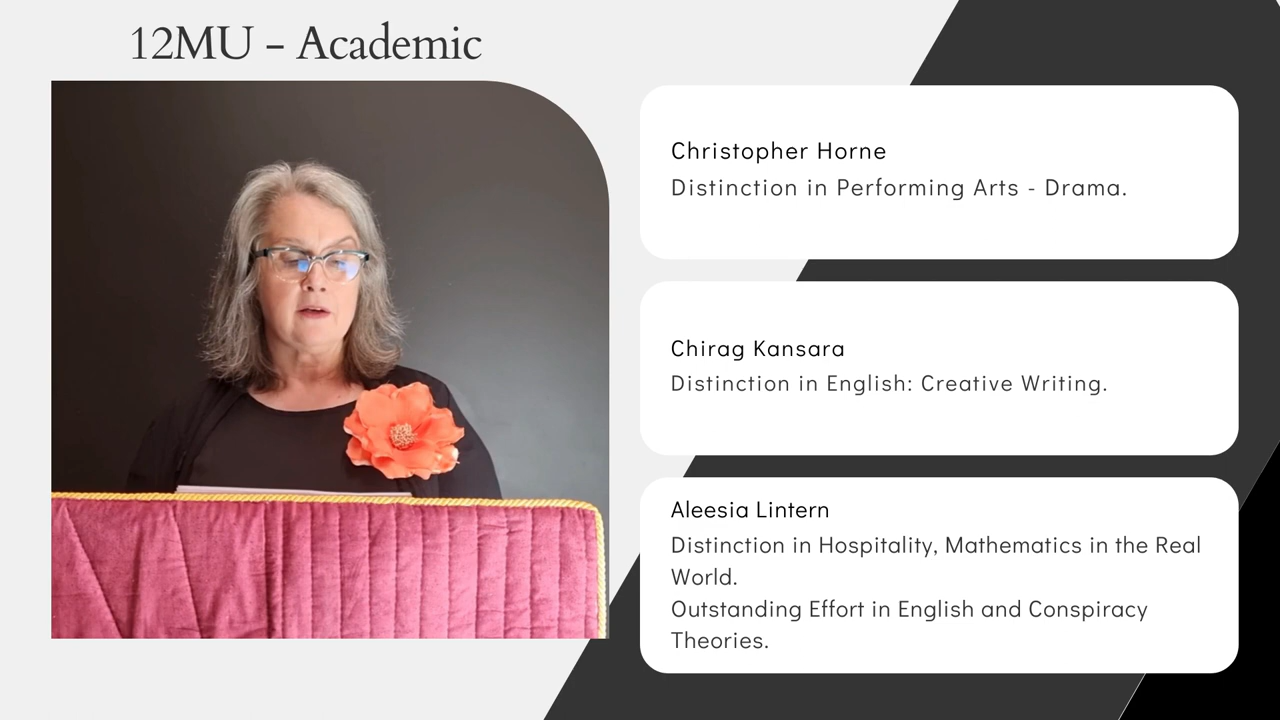 12MU - Academic
Christopher Horne
Distinction in Performing Arts - Drama.
Chirag Kansara
Distinction in English: Creative Writing.
Aleesia Lintern
Distinction in Hospitality, Mathematics in the Real
World.
Outstanding Effort in English and Conspiracy
Theories.